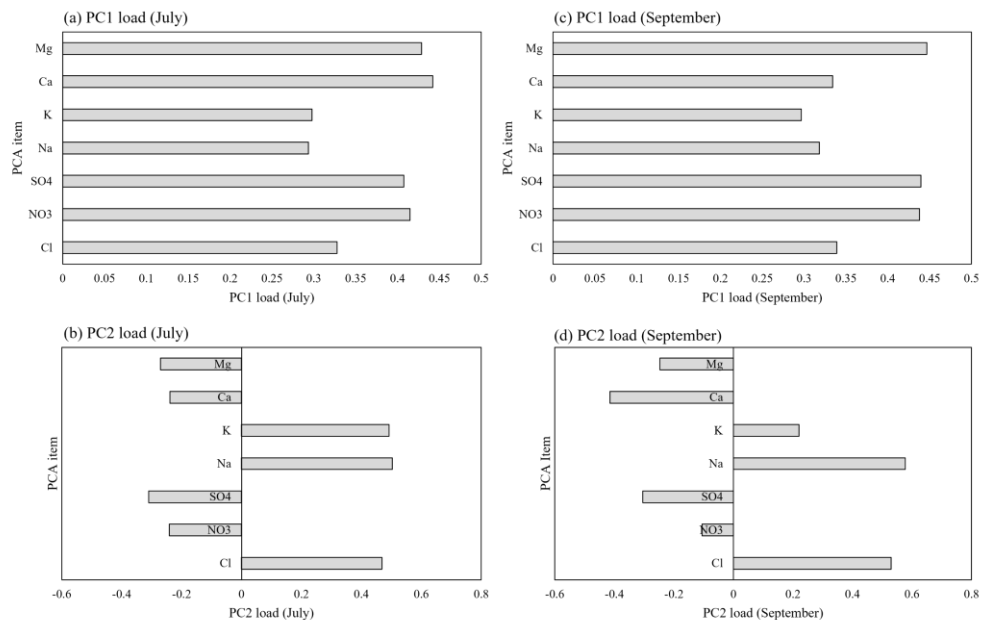 (a) PC1 load (July)
PCA item
Mg
Ca
K
Na
SO4
NO3
Cl
0 0.05 0.1 0.15 0.2 0.25 0.3 0.35 0.4 0.45 0.5
PC1 load (July)
(c) PC1 load (September)
PCA item
Mg
Ca
K
Na
SO4
NO3
Cl
0 0.05 0.1 0.15 0.2 0.25 0.3 0.35 0.4 0.45 0.5
PC1 load (September)
(b) PC2 load (July)
PCA item
Mg
Ca
K
Na
SO4
NO3
Cl
-0.6 -0.4 -0.2 0 0.2 0.4 0.6 0.8
PC2 load (July)
(d) PC2 load (September)
PCA Item
Mg
Ca
K
Na
SO4
NO3
Cl
-0.6 -0.4 -0.2 0 0.2 0.4 0.6 0.8
PC2 load (September)